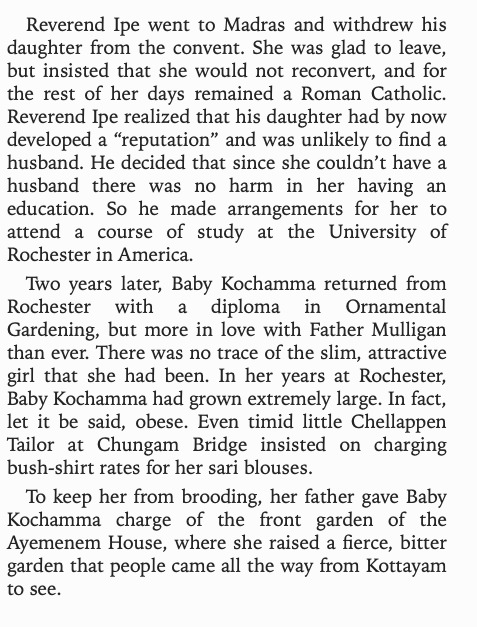 Reverend Ipe went to Madras and withdrew his
daughter from the convent. She was glad to leave,
but insisted that she would not reconvert, and for
the rest of her days remained a Roman Catholic.
Reverend Ipe realized that his daughter had by now
developed a “reputation” and was unlikely to find a
husband. He decided that since she couldn’t have a
husband there was no harm in her having an
education. So he made arrangements for her to
attend a course of study at the University of
Rochester in America.
Two years later, Baby Kochamma returned from
Rochester with a diploma in Ornamental
Gardening, but more in love with Father Mulligan
than ever. There was no trace of the slim, attractive
girl that she had been. In her years at Rochester,
Baby Kochamma had grown extremely large. In fact,
let it be said, obese. Even timid little Chellappen
Tailor at Chungam Bridge insisted on charging
bush-shirt rates for her sari blouses.
To keep her from brooding, her father gave Baby
Kochamma charge of the front garden of the
Ayemenem House, where she raised a fierce, bitter
garden that people came all the way from Kottayam
to see.